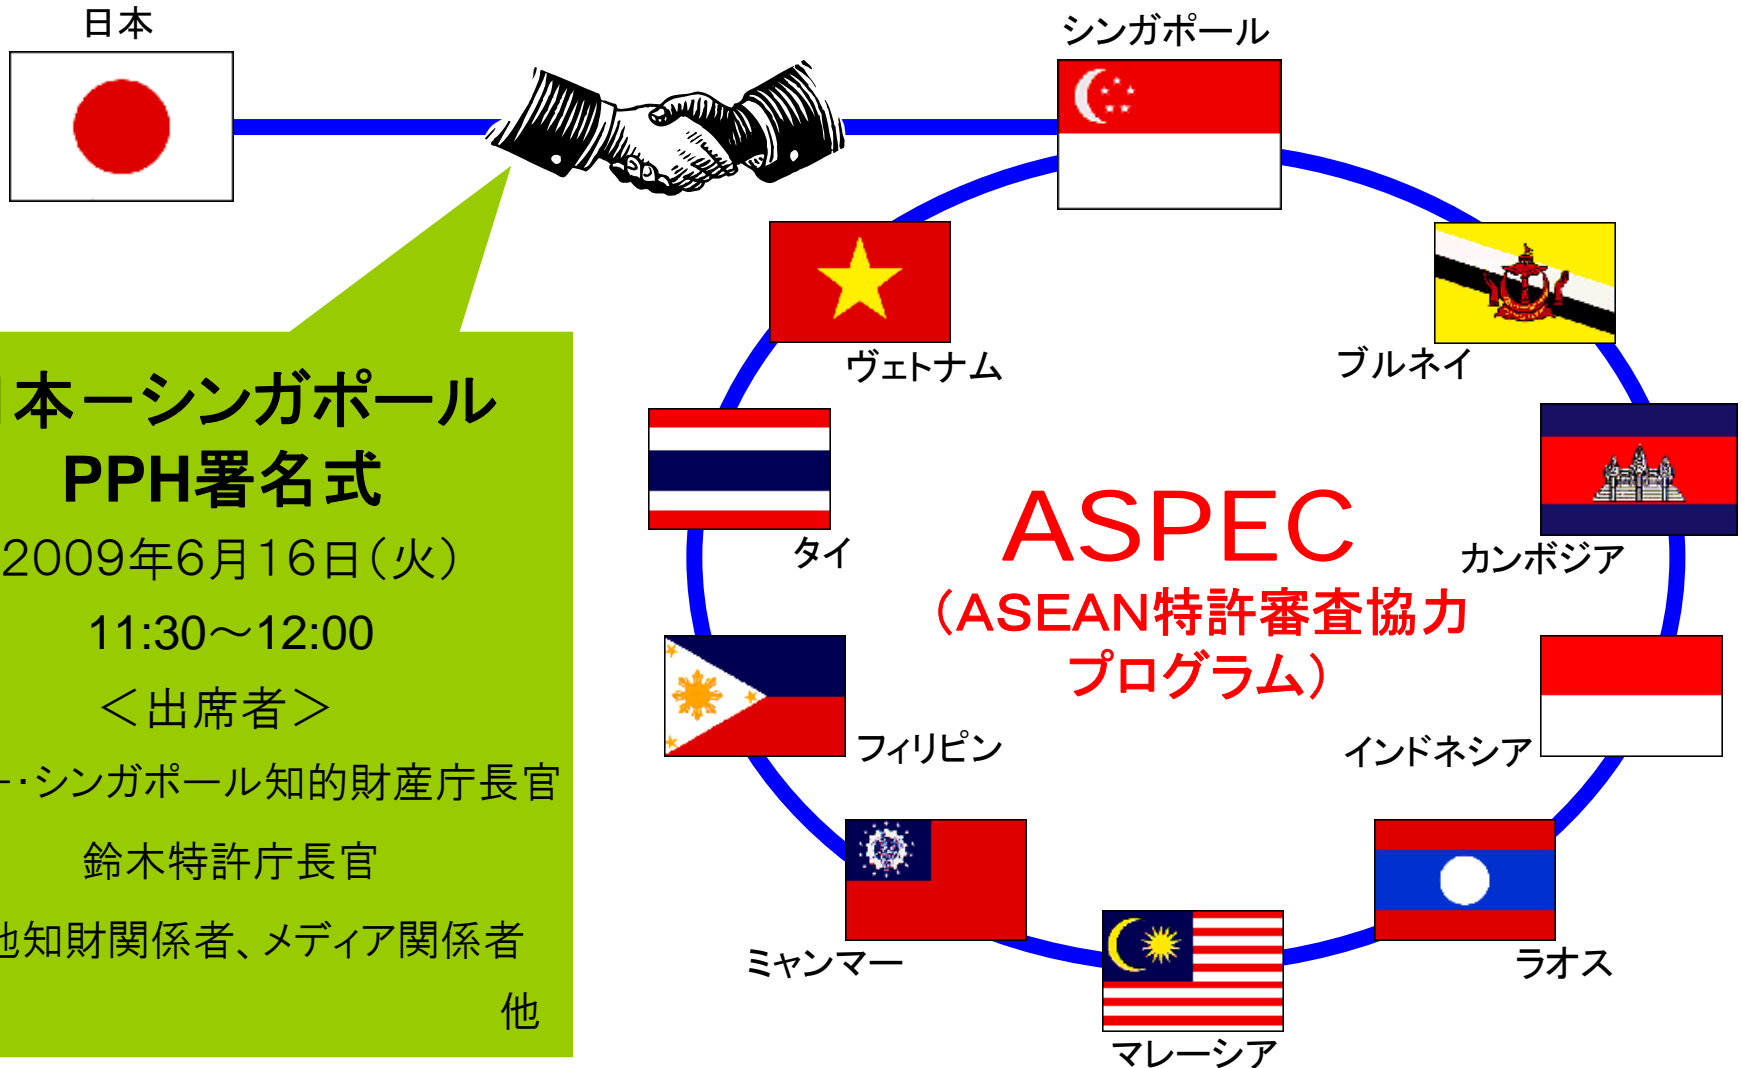 日本
シンガポール
ヴェトナム
ブルネイ
本－シンガポール
PPH署名式
2009年6月16日（火）
11:30～12:00
＜出席者＞
・シンガポール知的財産庁長官
鈴木特許庁長官
知財関係者、メディア関係者
他
タイ
カンボジア
ASPEC
（ASEAN特許審査協力
プログラム）
フィリピン
インドネシア
ミャンマー
ラオス
マレーシア